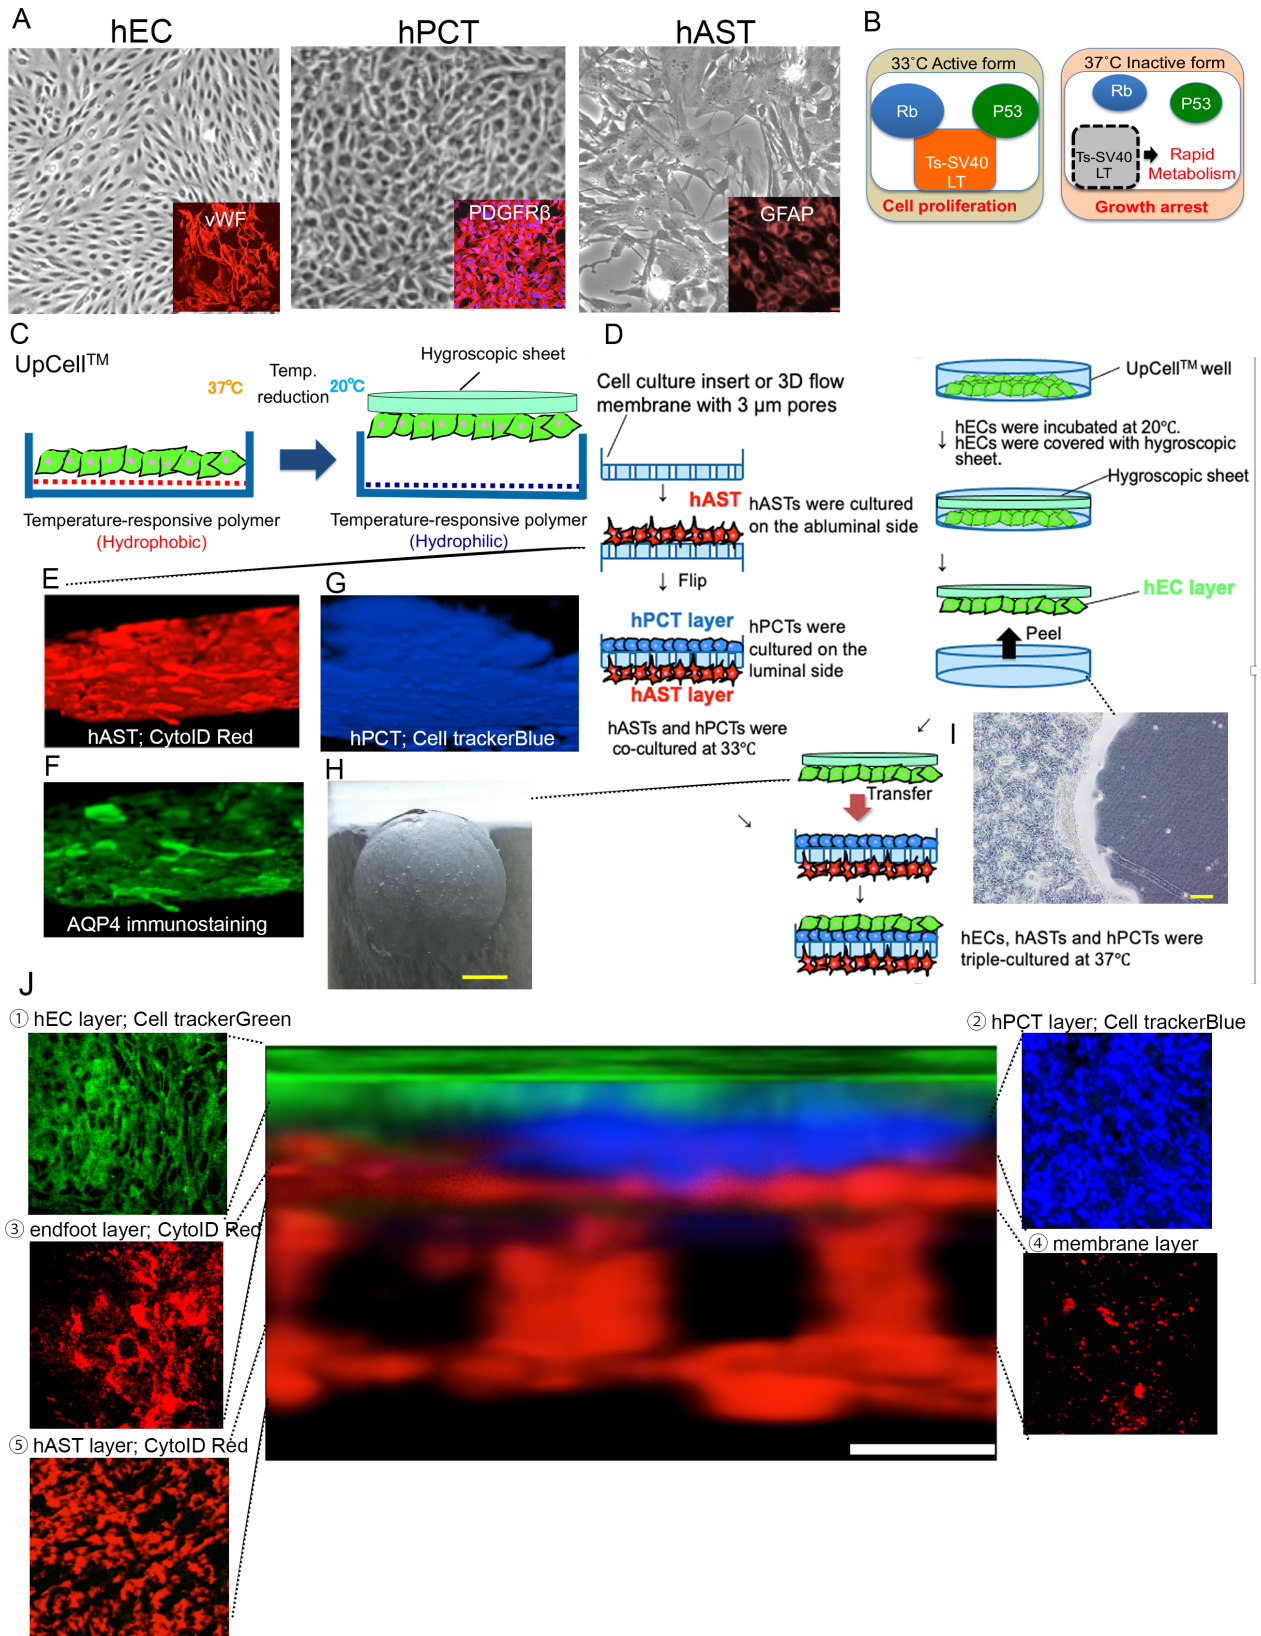 A
hEC
hPCT
hAST
vWF
PDGFRβ
GFAP
B
33˚C Active form
Rb
P53
Ts-SV40
LT
Cell proliferation
37˚C Inactive form
Rb
P53
Ts-SV40
LT
Rapid
Metabolism
Growth arrest
C
UpCell™
37℃
Temp.
reduction
20℃
Hygroscopic sheet
Temperature-responsive polymer
(Hydrophobic)
Temperature-responsive polymer
(Hydrophilic)
D
Cell culture insert or 3D flow
membrane with 3 μm pores
↓
hAST
hASTs were cultured
on the abluminal side
↓ Flip
hPCT layer
hPCTs were
cultured on the
luminal side
hAST layer
hASTs and hPCTs were
co-cultured at 33℃
UpCell™ well
↓ hECs were incubated at 20℃.
hECs were covered with hygroscopic
sheet.
Hygroscopic sheet
↓
hEC layer
Peel
Transfer
↓
hECs, hASTs and hPCTs were
triple-cultured at 37℃
E
hAST; CytoID Red
F
AQP4 immunostaining
G
hPCT; Cell trackerBlue
H
I
J
① hEC layer; Cell trackerGreen
② hPCT layer; Cell trackerBlue
③ endfoot layer; CytoID Red
④ membrane layer
⑤ hAST layer; CytoID Red